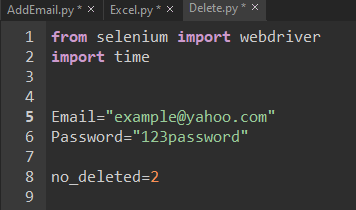 AddEmail.py * × Excel.py * × Delete.py * ×
1 from selenium import webdriver
2 import time
3
4
5 Email="example@yahoo.com"
6 Password="123password"
7
8 no_deleted=2
9